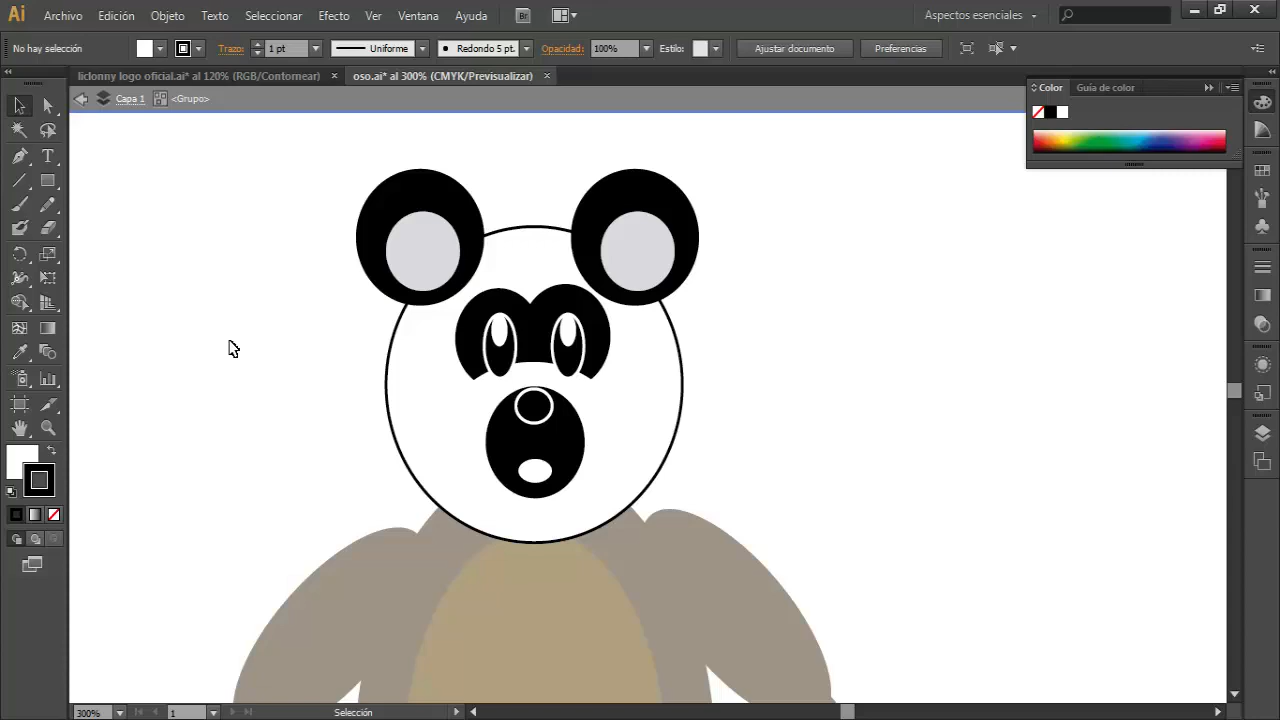 Ai Archivo Edición Objeto Texto Seleccionar Efecto Ver Ventana Ayuda Br Aspectos esenciales
No hay selección Trazo: 1 pt Uniforme Redondo 5 pt. Opacidad: 100% Estilo: Ajustar documento Preferencias
liclonny logo oficial.ai* al 120% (RGB/Contornear) oso.ai* al 300% (CMYK/Previsualizar)
Capa 1 <Grupo>
Color Guía de color
300% 1 Selección